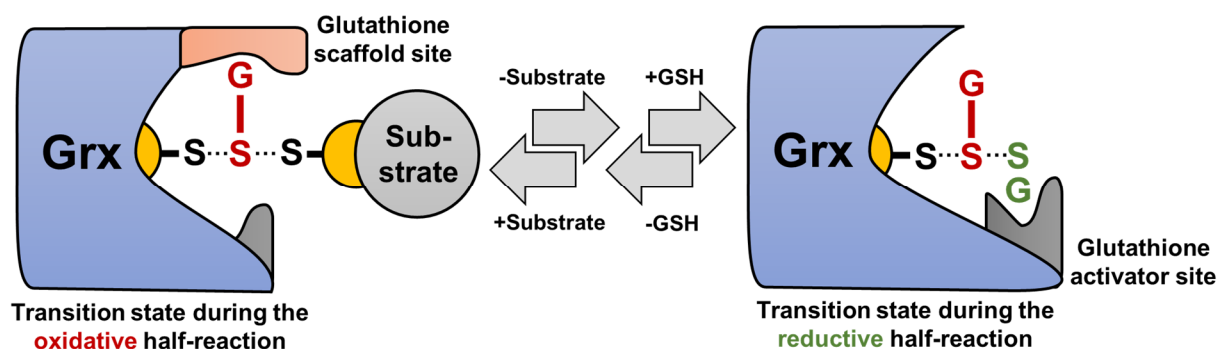 Glutathione
scaffold site
G
Grx
S
S
S
Sub-
strate
Transition state during the
oxidative half-reaction
-Substrate
+GSH
+Substrate
-GSH
G
Grx
S
S
S
G
Glutathione
activator site
Transition state during the
reductive half-reaction